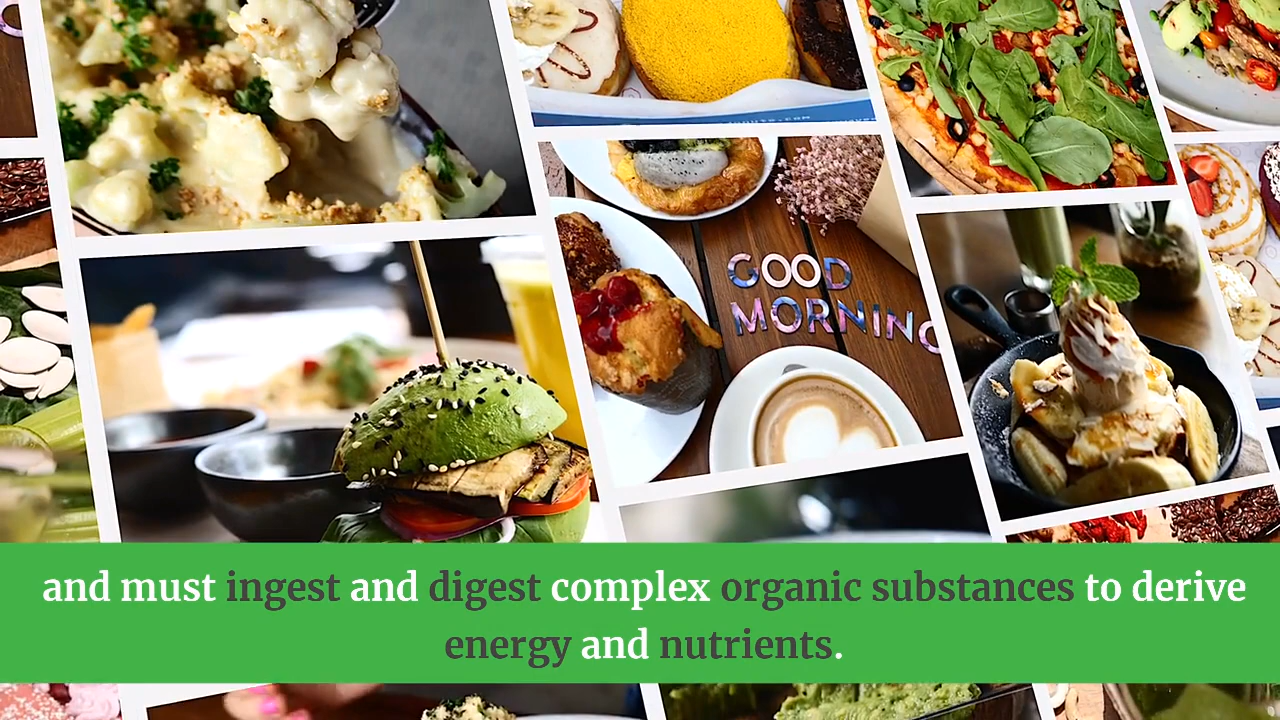 GOOD
MORNING
and must ingest and digest complex organic substances to derive
energy and nutrients.